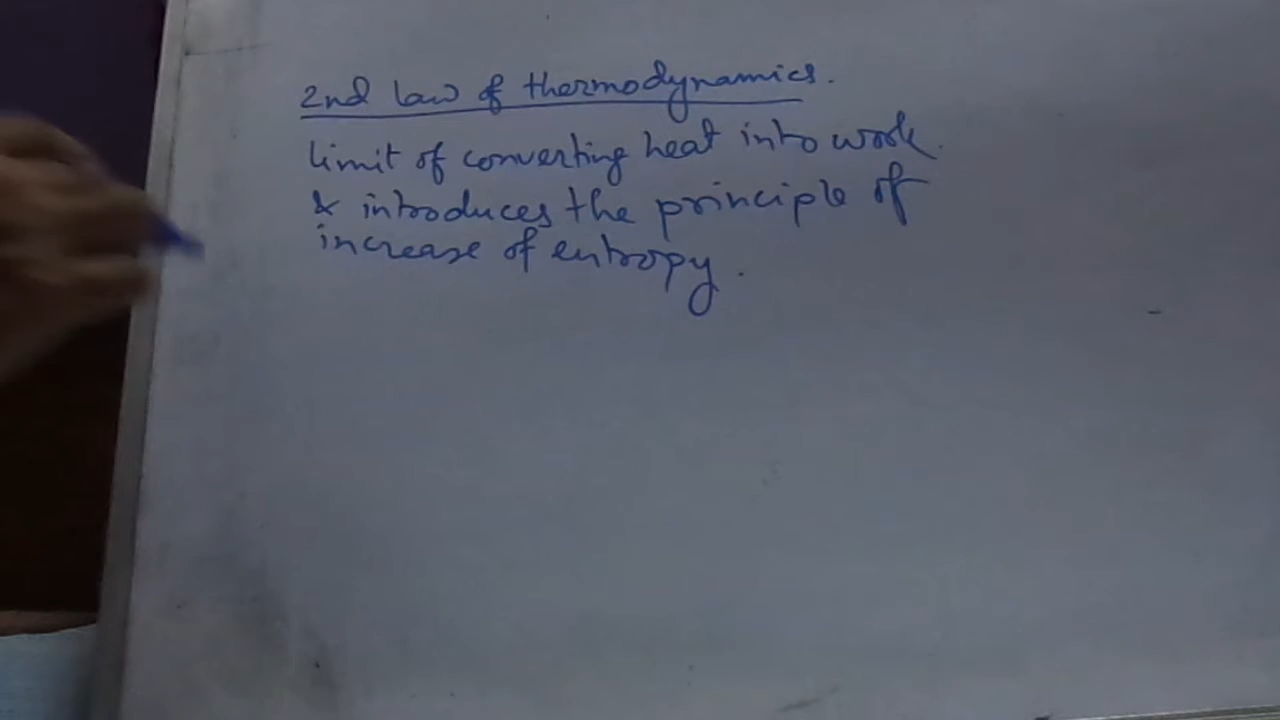 2nd law of thermodynamics.
limit of converting heat into work.
& introduces the principle of
increase of entropy.